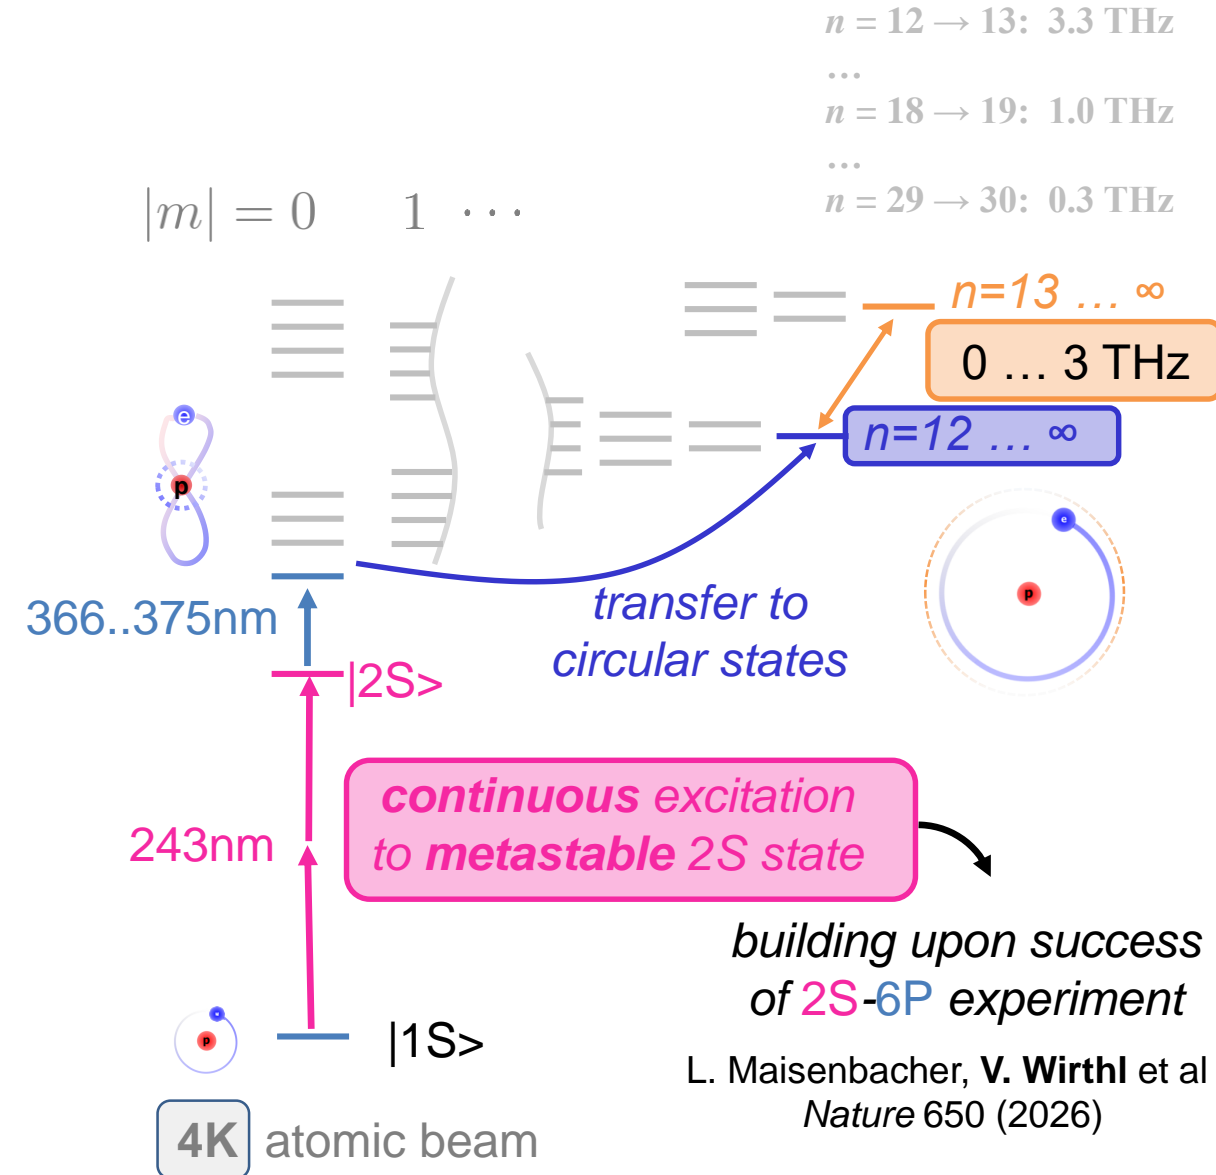 n = 12 → 13: 3.3 THz
…
n = 18 → 19: 1.0 THz
…
n = 29 → 30: 0.3 THz
|m| = 0 1 ···
n=13 … ∞
0 … 3 THz
n=12 … ∞
e
p
e
p
366..375nm
transfer to
circular states
|2S>
continuous excitation
to metastable 2S state
243nm
building upon success
of 2S-6P experiment
|1S>
p
L. Maisenbacher, V. Wirthl et al
Nature 650 (2026)
4K atomic beam